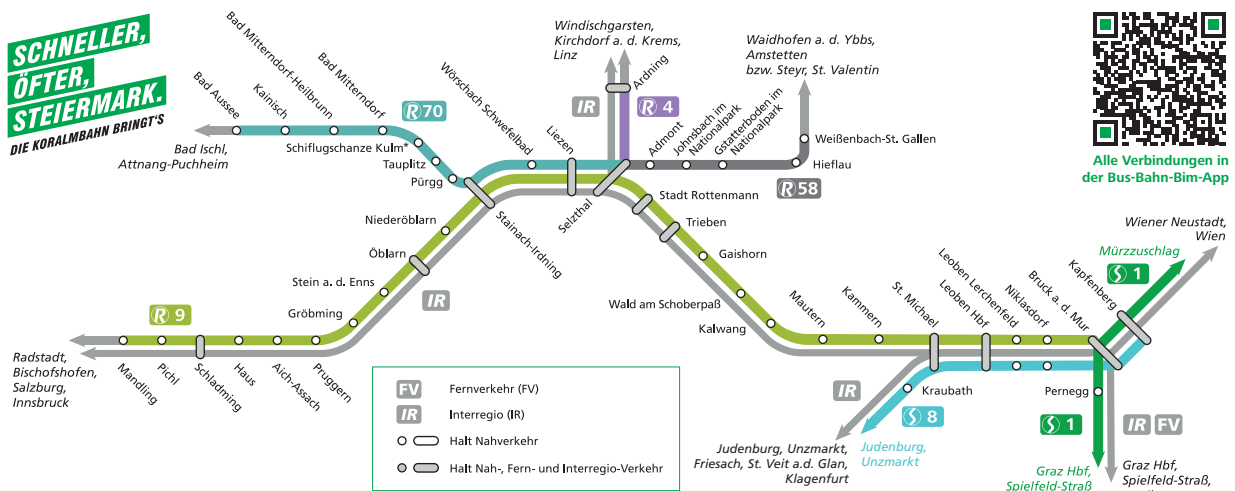 SCHNELLER,
ÖFTER,
STEIERMARK.
DIE KORALMBAHN BRINGT'S
Bad Aussee
Kainisch
Bad Mitterndorf-Heilbrunn
Bad Mitterndorf
R 70
Bad Ischl,
Attnang-Puchheim
Schiflugschanze Kulm*
Tauplitz
Pürgg
Wörschach Schwefelbad
Liezen
Windischgarsten,
Kirchdorf a. d. Krems,
Linz
IR
Ardning
R 4
Waidhofen a. d. Ybbs,
Amstetten
bzw. Steyr, St. Valentin
Admont
Johnsbach im
Nationalpark
Gstatterboden im
Nationalpark
Weißenbach-St. Gallen
Hieflau
R 58
Alle Verbindungen in
der Bus-Bahn-Bim-App
Stainach-Irdning
Selzthal
Stadt Rottenmann
Trieben
Gaishorn
Wald am Schoberpaß
Kalwang
Niederöblarn
Öblarn
Stein a. d. Enns
Gröbming
IR
R 9
Radstadt,
Bischofshofen,
Salzburg,
Innsbruck
Mandling
Pichl
Schladming
Haus
Aich-Assach
Pruggern
Mautern
Kammern
St. Michael
Leoben Hbf
Leoben Lerchenfeld
Niklasdorf
Bruck a. d. Mur
Kapfenberg
Mürzzuschlag
S 1
Wiener Neustadt,
Wien
IR
Kraubath
S 8
Judenburg, Unzmarkt,
Friesach, St. Veit a.d. Glan,
Klagenfurt
Judenburg,
Unzmarkt
Pernegg
S 1
IR FV
Graz Hbf,
Spielfeld-Straß
Graz Hbf,
Spielfeld-Straß,
FV Fernverkehr (FV)
IR Interregio (IR)
Halt Nahverkehr
Halt Nah-, Fern- und Interregio-Verkehr